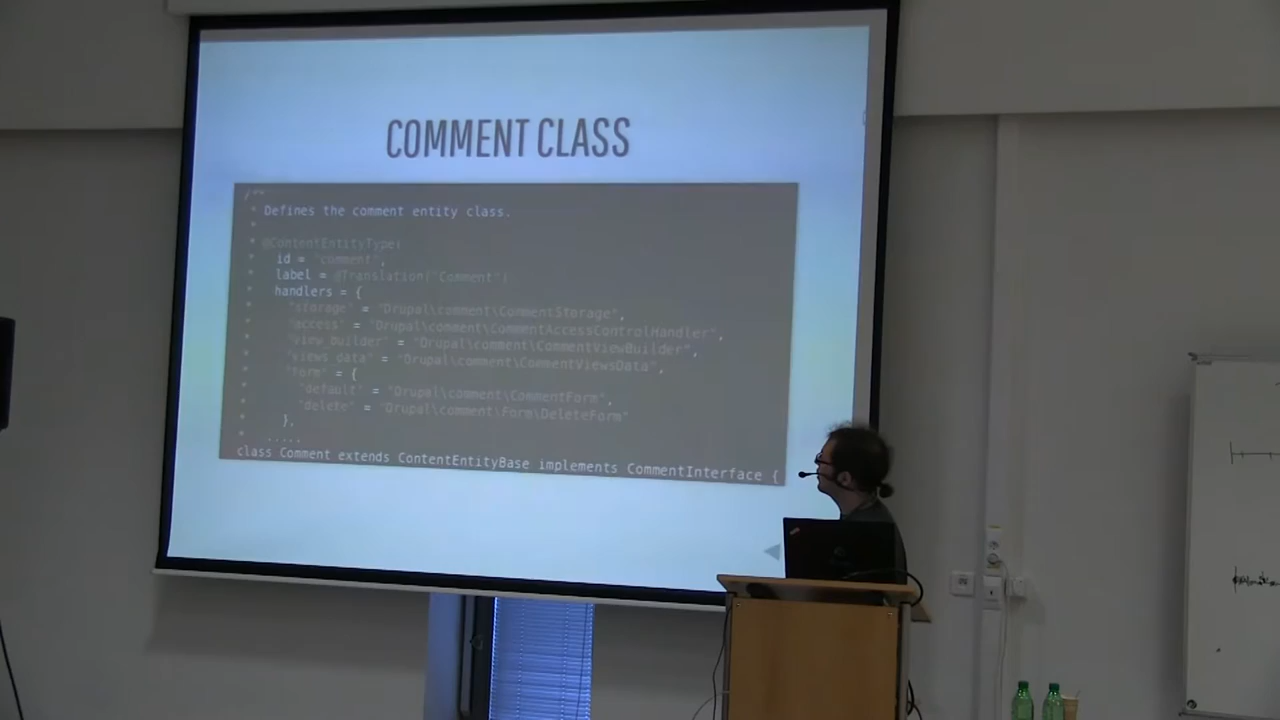 COMMENT CLASS
/**
* Defines the comment entity class.
*
* @ContentEntityType(
* id = "comment",
* label = @Translation("Comment")
* handlers = {
* "storage" = "Drupal\comment\CommentStorage",
* "access" = "Drupal\comment\CommentAccessControlHandler",
* "view_builder" = "Drupal\comment\CommentViewBuilder",
* "views_data" = "Drupal\comment\CommentViewsData",
* "form" = {
* "default" = "Drupal\comment\CommentForm",
* "delete" = "Drupal\comment\Form\DeleteForm"
* },
* .....
class Comment extends ContentEntityBase implements CommentInterface {